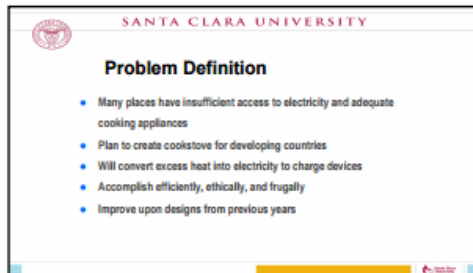 SANTA CLARA UNIVERSITY
Problem Definition
Many places have insufficient access to electricity and adequate
cooking appliances
Plan to create cookstove for developing countries
Will convert excess heat into electricity to charge devices
Accomplish efficiently, ethically, and frugally
Improve upon designs from previous years